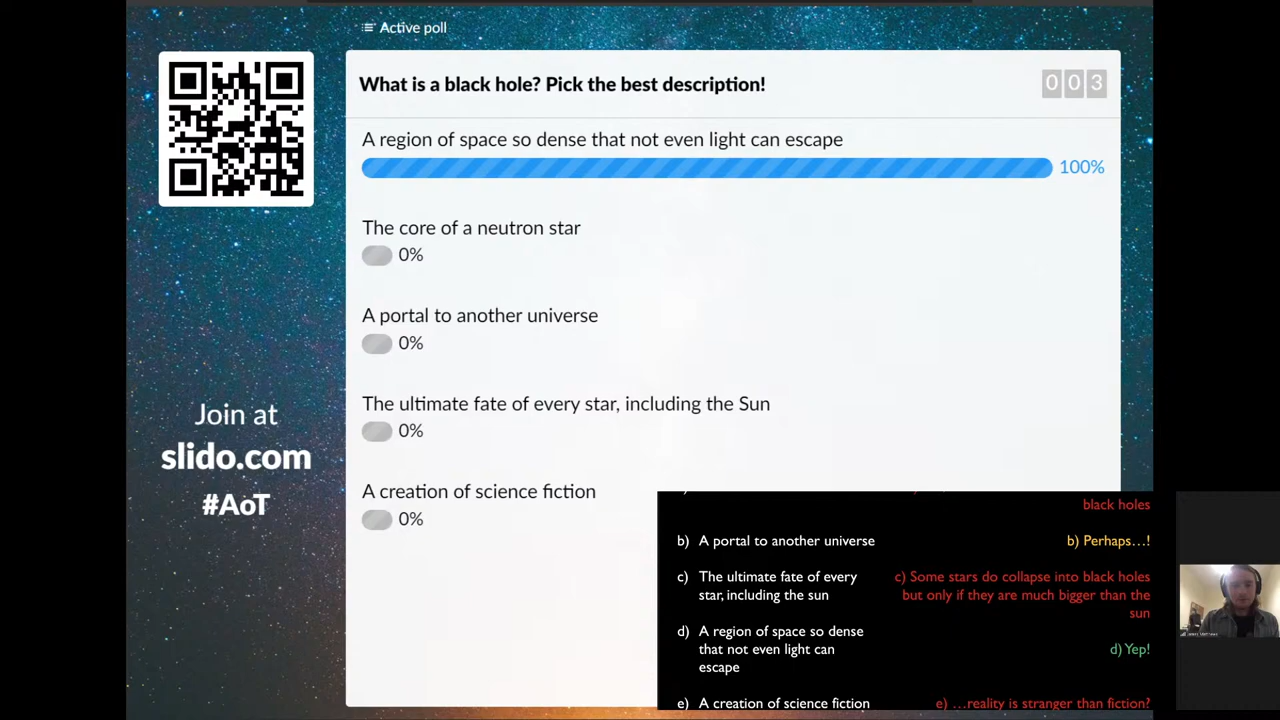 Active poll
What is a black hole? Pick the best description!
003
A region of space so dense that not even light can escape
100%
The core of a neutron star
0%
A portal to another universe
0%
The ultimate fate of every star, including the Sun
0%
A creation of science fiction
0%
Join at
slido.com
#AoT
black holes
b) A portal to another universe
b) Perhaps...!
c) The ultimate fate of every
star, including the sun
c) Some stars do collapse into black holes
but only if they are much bigger than the
sun
d) A region of space so dense
that not even light can
escape
d) Yep!
e) A creation of science fiction
e) ...reality is stranger than fiction?